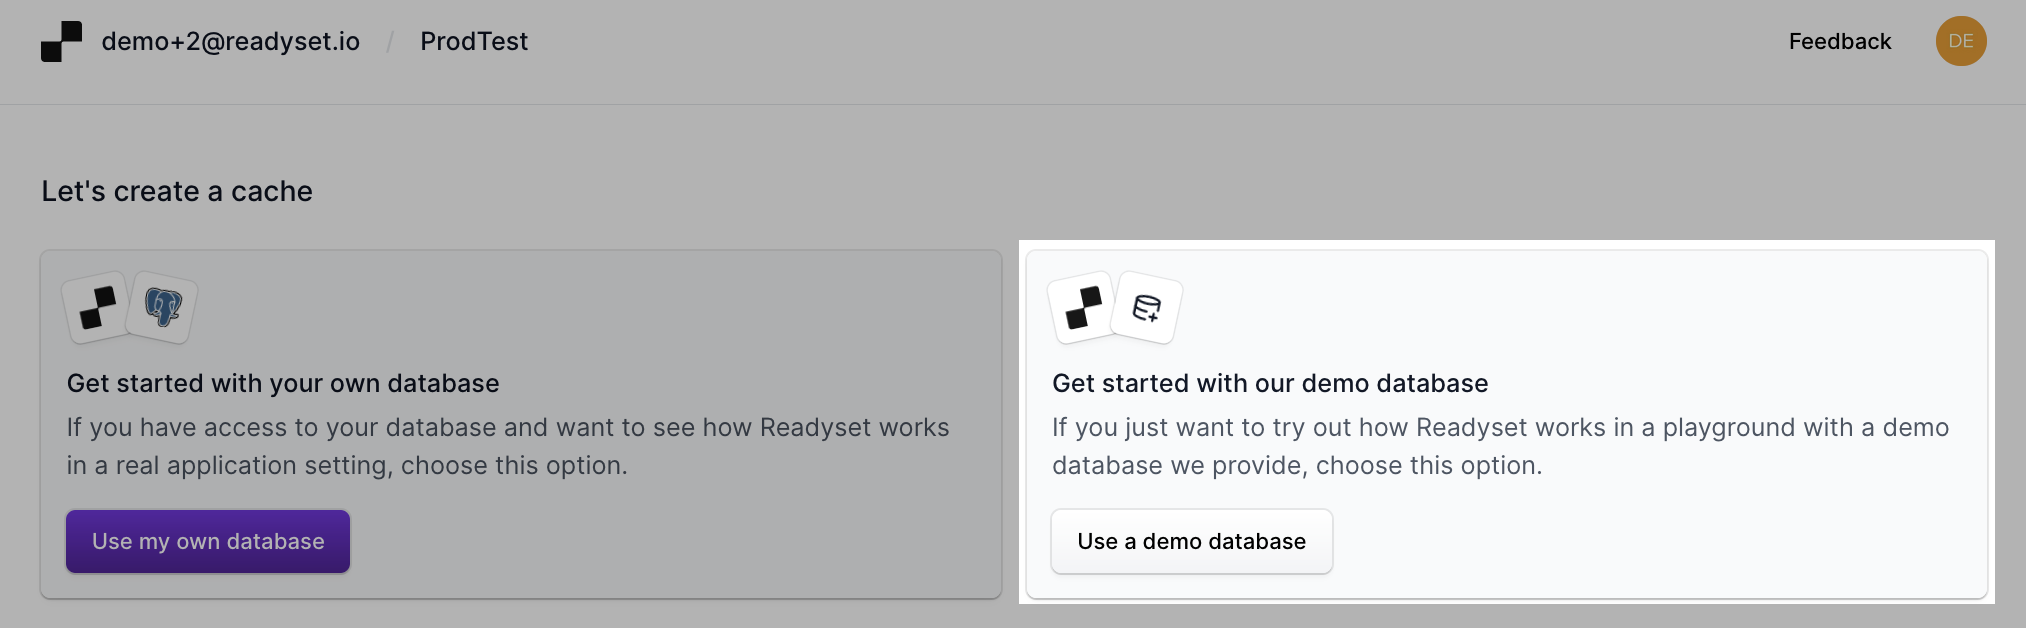 demo+2@readyset.io / ProdTest
Feedback
DE
Let's create a cache
Get started with your own database
If you have access to your database and want to see how Readyset works
in a real application setting, choose this option.
Use my own database
Get started with our demo database
If you just want to try out how Readyset works in a playground with a demo
database we provide, choose this option.
Use a demo database